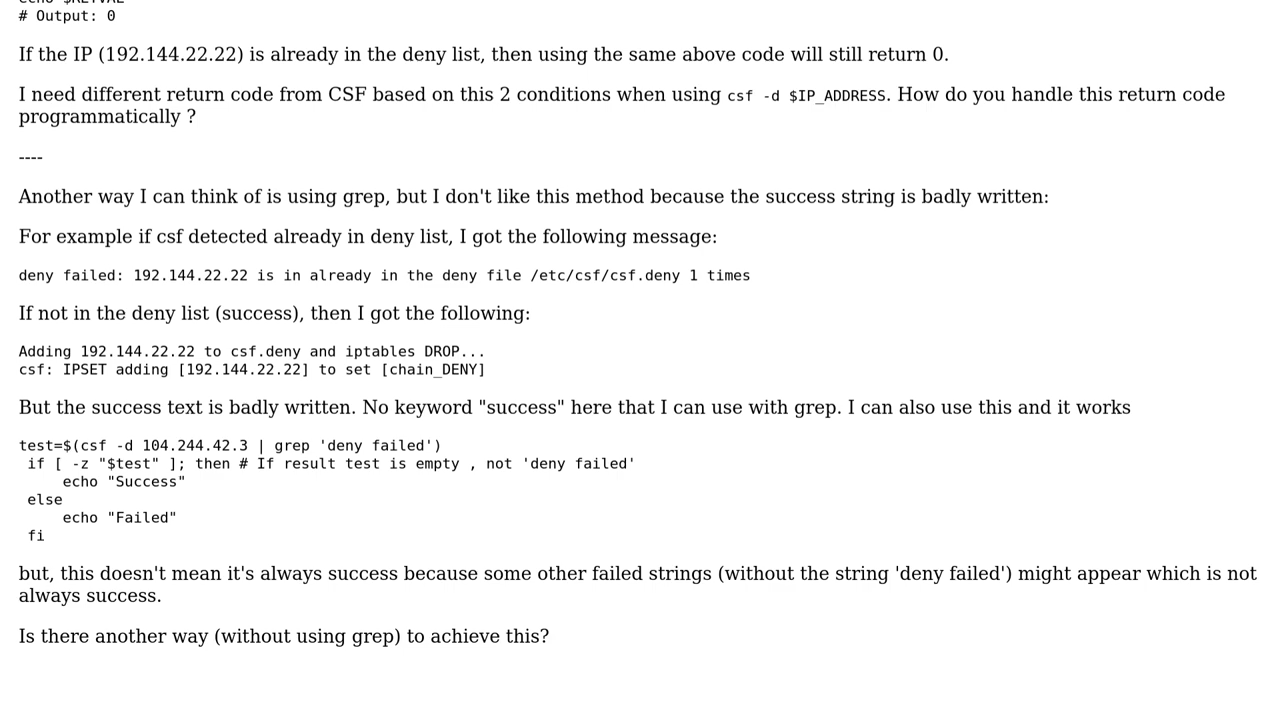 # Output: 0
If the IP (192.144.22.22) is already in the deny list, then using the same above code will still return 0.
I need different return code from CSF based on this 2 conditions when using csf -d $IP_ADDRESS. How do you handle this return code
programmatically ?
----
Another way I can think of is using grep, but I don't like this method because the success string is badly written:
For example if csf detected already in deny list, I got the following message:
deny failed: 192.144.22.22 is in already in the deny file /etc/csf/csf.deny 1 times
If not in the deny list (success), then I got the following:
Adding 192.144.22.22 to csf.deny and iptables DROP...
csf: IPSET adding [192.144.22.22] to set [chain_DENY]
But the success text is badly written. No keyword "success" here that I can use with grep. I can also use this and it works
test=$(csf -d 104.244.42.3 | grep 'deny failed')
if [ -z "$test" ]; then # If result test is empty , not 'deny failed'
echo "Success"
else
echo "Failed"
fi
but, this doesn't mean it's always success because some other failed strings (without the string 'deny failed') might appear which is not
always success.
Is there another way (without using grep) to achieve this?